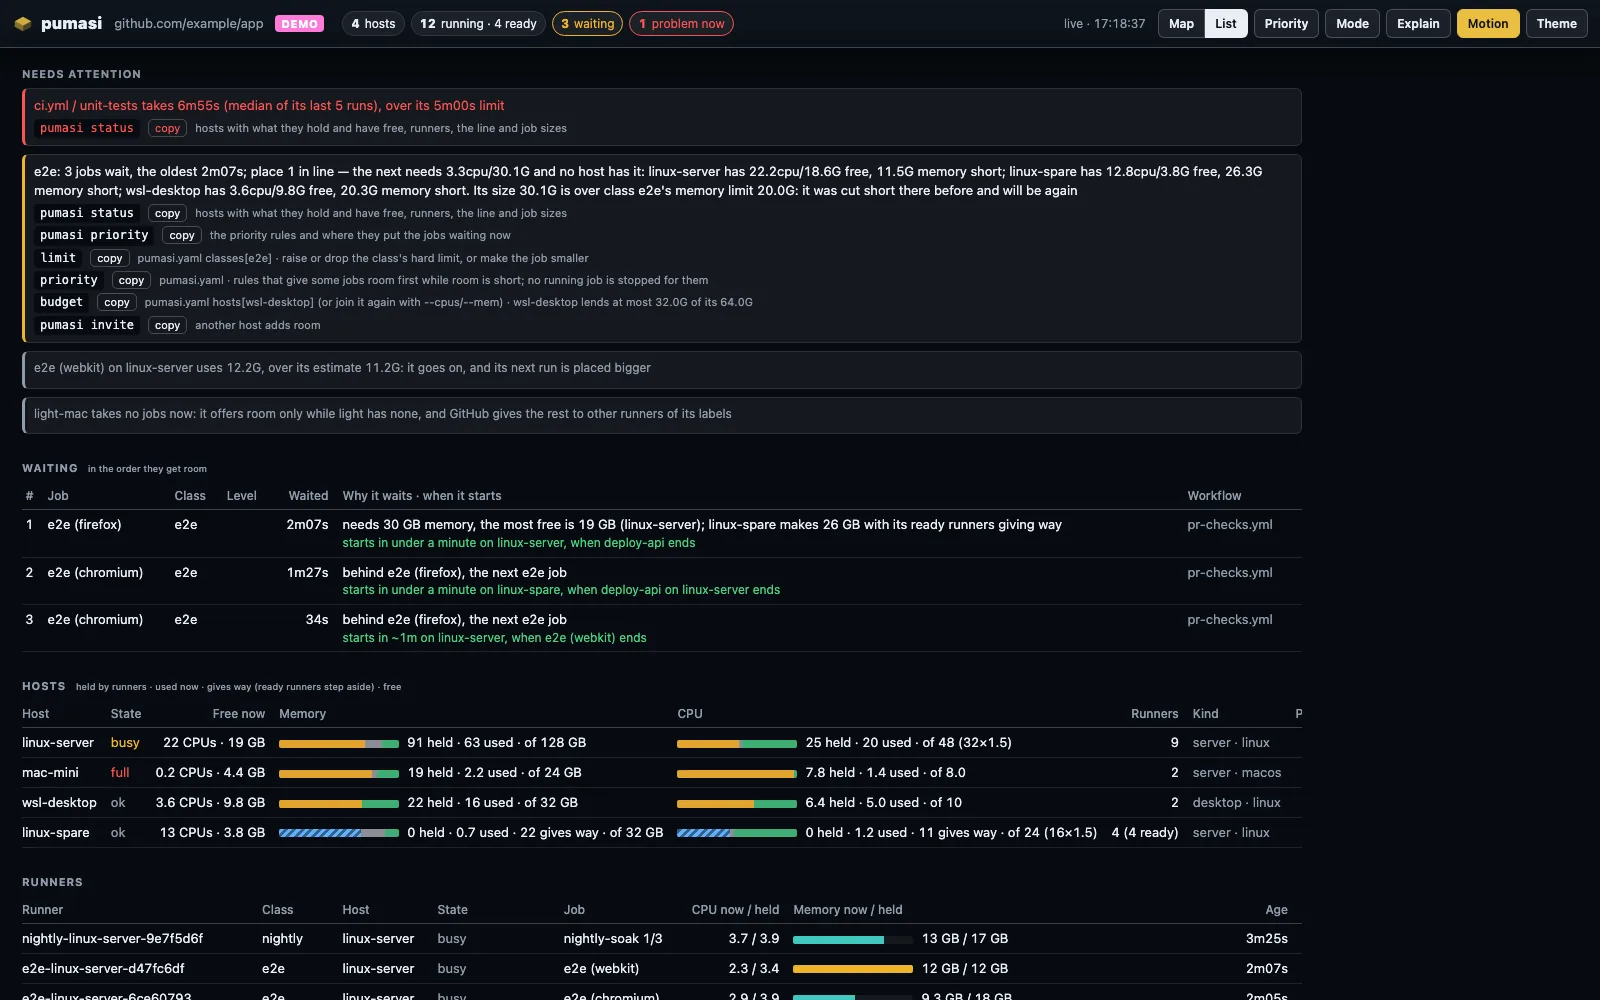 pumasi github.com/example/app DEMO 4 hosts 12 running · 4 ready 3 waiting 1 problem now live · 17:18:37 Map List Priority Mode Explain Motion Theme
NEEDS ATTENTION
ci.yml / unit-tests takes 6m55s (median of its last 5 runs), over its 5m00s limit
pumasi status copy hosts with what they hold and have free, runners, the line and job sizes
e2e: 3 jobs wait, the oldest 2m07s; place 1 in line — the next needs 3.3cpu/30.1G and no host has it: linux-server has 22.2cpu/18.6G free, 11.5G memory short; linux-spare has 12.8cpu/3.8G free, 26.3G
memory short; wsl-desktop has 3.6cpu/9.8G free, 20.3G memory short. Its size 30.1G is over class e2e's memory limit 20.0G: it was cut short there before and will be again
pumasi status copy hosts with what they hold and have free, runners, the line and job sizes
pumasi priority copy the priority rules and where they put the jobs waiting now
limit copy pumasi.yaml classes[e2e] · raise or drop the class's hard limit, or make the job smaller
priority copy pumasi.yaml · rules that give some jobs room first while room is short; no running job is stopped for them
budget copy pumasi.yaml hosts[wsl-desktop] (or join it again with --cpus/--mem) · wsl-desktop lends at most 32.0G of its 64.0G
pumasi invite copy another host adds room
e2e (webkit) on linux-server uses 12.2G, over its estimate 11.2G: it goes on, and its next run is placed bigger
light-mac takes no jobs now: it offers room only while light has none, and GitHub gives the rest to other runners of its labels
WAITING in the order they get room
# Job Class Level Waited Why it waits · when it starts Workflow
1 e2e (firefox) e2e 2m07s needs 30 GB memory, the most free is 19 GB (linux-server); linux-spare makes 26 GB with its ready runners giving way pr-checks.yml
starts in under a minute on linux-server, when deploy-api ends
2 e2e (chromium) e2e 1m27s behind e2e (firefox), the next e2e job pr-checks.yml
starts in under a minute on linux-spare, when deploy-api on linux-server ends
3 e2e (chromium) e2e 34s behind e2e (firefox), the next e2e job pr-checks.yml
starts in ~1m on linux-server, when e2e (webkit) ends
HOSTS held by runners · used now · gives way (ready runners step aside) · free
Host State Free now Memory CPU Runners Kind P
linux-server busy 22 CPUs · 19 GB 91 held · 63 used · of 128 GB 25 held · 20 used · of 48 (32×1.5) 9 server · linux
mac-mini full 0.2 CPUs · 4.4 GB 19 held · 2.2 used · of 24 GB 7.8 held · 1.4 used · of 8.0 2 server · macos
wsl-desktop ok 3.6 CPUs · 9.8 GB 22 held · 16 used · of 32 GB 6.4 held · 5.0 used · of 10 2 desktop · linux
linux-spare ok 13 CPUs · 3.8 GB 0 held · 0.7 used · 22 gives way · of 32 GB 0 held · 1.2 used · 11 gives way · of 24 (16×1.5) 4 (4 ready) server · linux
RUNNERS
Runner Class Host State Job CPU now / held Memory now / held Age
nightly-linux-server-9e7f5d6f nightly linux-server busy nightly-soak 1/3 3.7 / 3.9 13 GB / 17 GB 3m25s
e2e-linux-server-d47fc6df e2e linux-server busy e2e (webkit) 2.3 / 3.4 12 GB / 12 GB 2m07s
e2e-linux-server-6ce60793 e2e linux-server busy e2e (chromium) 2.9 / 3.9 9.3 GB / 18 GB 2m05s